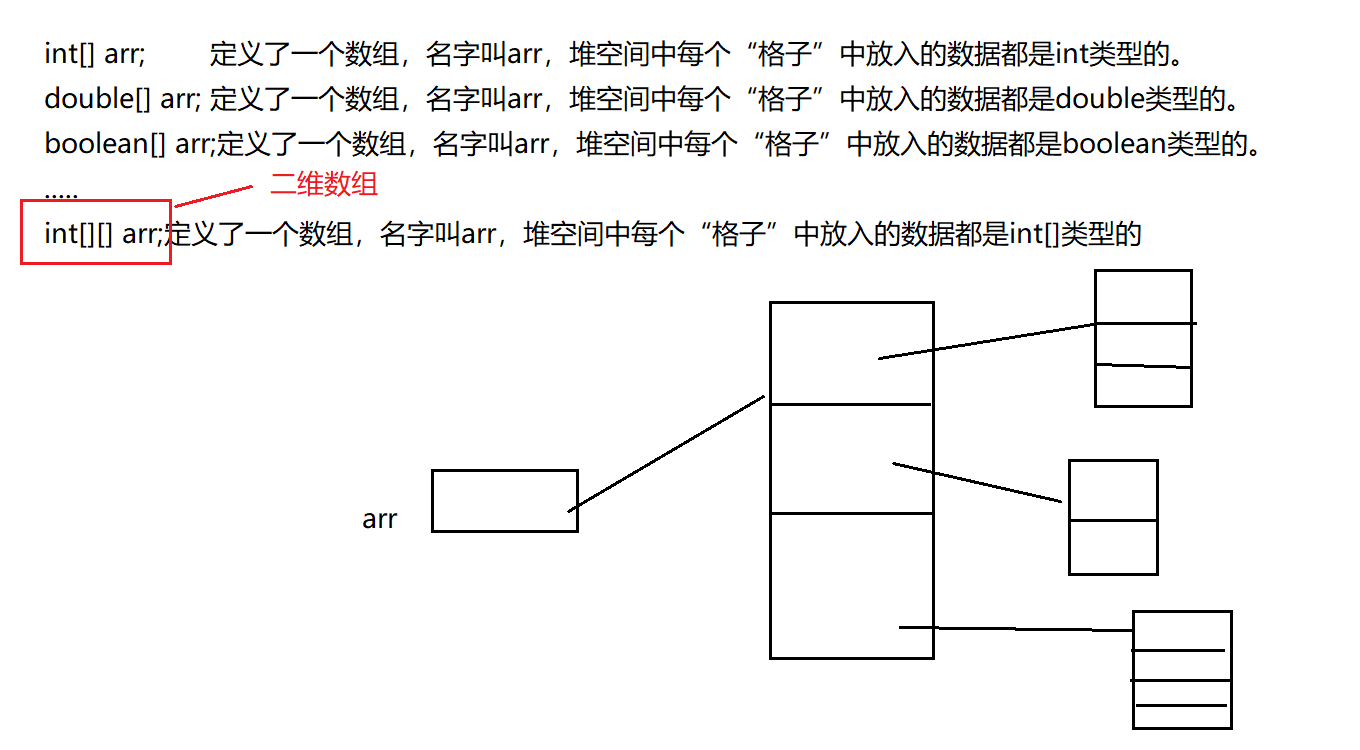 int[] arr; 定义了一个数组，名字叫arr，堆空间中每个“格子”中放入的数据都是int类型的。
double[] arr; 定义了一个数组，名字叫arr，堆空间中每个“格子”中放入的数据都是double类型的。
boolean[] arr;定义了一个数组，名字叫arr，堆空间中每个“格子”中放入的数据都是boolean类型的。
.....
二维数组
int[][] arr;定义了一个数组，名字叫arr，堆空间中每个“格子”中放入的数据都是int[]类型的
arr